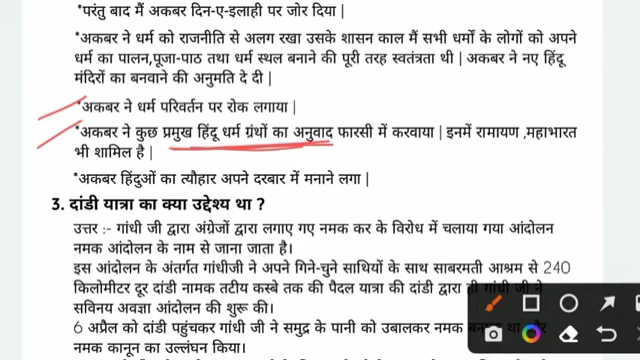 *परंतु बाद मैं अकबर दिन-ए-इलाही पर जोर दिया |
*अकबर ने धर्म को राजनीति से अलग रखा उसके शासन काल मैं सभी धर्मों के लोगों को अपने
धर्म का पालन,पूजा-पाठ तथा धर्म स्थल बनाने की पूरी तरह स्वतंत्रता थी | अकबर ने नए हिंदू
मंदिरों का बनवाने की अनुमति दे दी |
*अकबर ने धर्म परिवर्तन पर रोक लगाया |
*अकबर ने कुछ प्रमुख हिंदू धर्म ग्रंथों का अनुवाद फारसी में करवाया | इनमें रामायण ,महाभारत
भी शामिल है |
*अकबर हिंदुओं का त्यौहार अपने दरबार में मनाने लगा |
3. दांडी यात्रा का क्या उद्देश्य था ?
उत्तर :- गांधी जी द्वारा अंग्रेजों द्वारा लगाए गए नमक कर के विरोध में चलाया गया आंदोलन
नमक आंदोलन के नाम से जाना जाता है।
इस आंदोलन के अंतर्गत गांधीजी ने अपने गिने-चुने साथियों के साथ साबरमती आश्रम से 240
किलोमीटर दूर दांडी नामक तटीय कस्बे तक की पैदल यात्रा की दांडी द्वारा ही गांधी जी ने
सविनय अवज्ञा आंदोलन की शुरू की।
6 अप्रैल को दांडी पहुंचकर गांधी जी ने समुद्र के पानी को उबालकर नमक था और
नमक कानून का उल्लंघन किया।